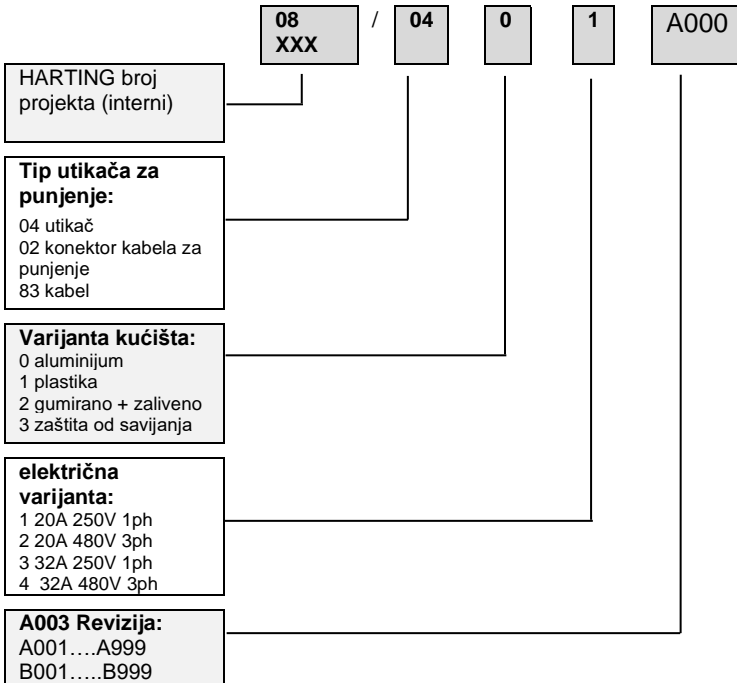 08 / 04 0 1 A000
XXX
HARTING broj
projekta (interni)
Tip utikača za
punjenje:
04 utikač
02 konektor kabela za
punjenje
83 kabel
Varijanta kućišta:
0 aluminijum
1 plastika
2 gumirano + zaliveno
3 zaštita od savijanja
električna
varijanta:
1 20A 250V 1ph
2 20A 480V 3ph
3 32A 250V 1ph
4 32A 480V 3ph
A003 Revizija:
A001….A999
B001…..B999